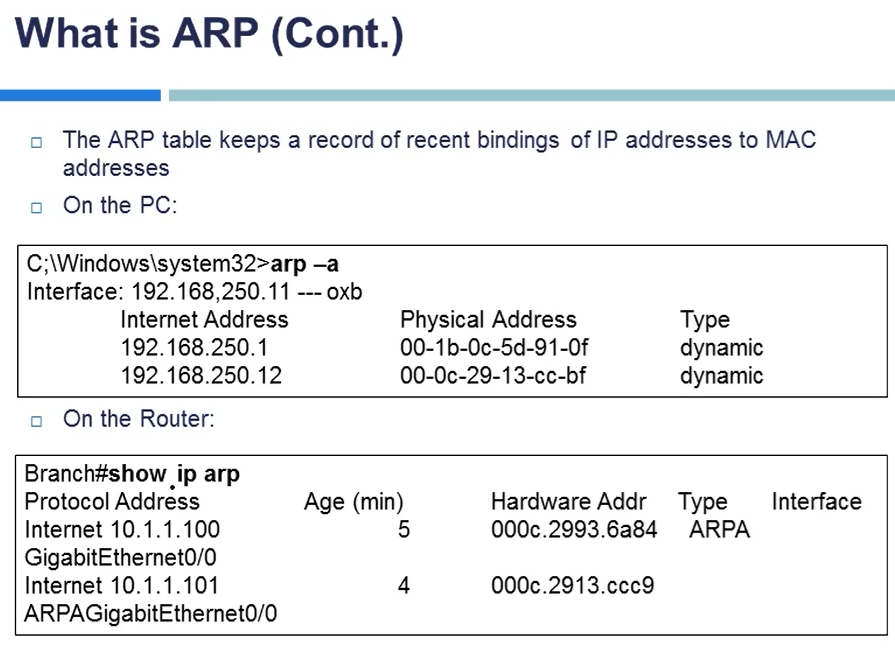 What is ARP (Cont.)
The ARP table keeps a record of recent bindings of IP addresses to MAC
addresses
On the PC:
C;\Windows\system32>arp –a
Interface: 192.168,250.11 --- oxb
Internet Address Physical Address Type
192.168.250.1 00-1b-0c-5d-91-0f dynamic
192.168.250.12 00-0c-29-13-cc-bf dynamic
On the Router:
Branch#show ip arp
Protocol Address Age (min) Hardware Addr Type Interface
Internet 10.1.1.100 5 000c.2993.6a84 ARPA
GigabitEthernet0/0
Internet 10.1.1.101 4 000c.2913.ccc9
ARPAGigabitEthernet0/0